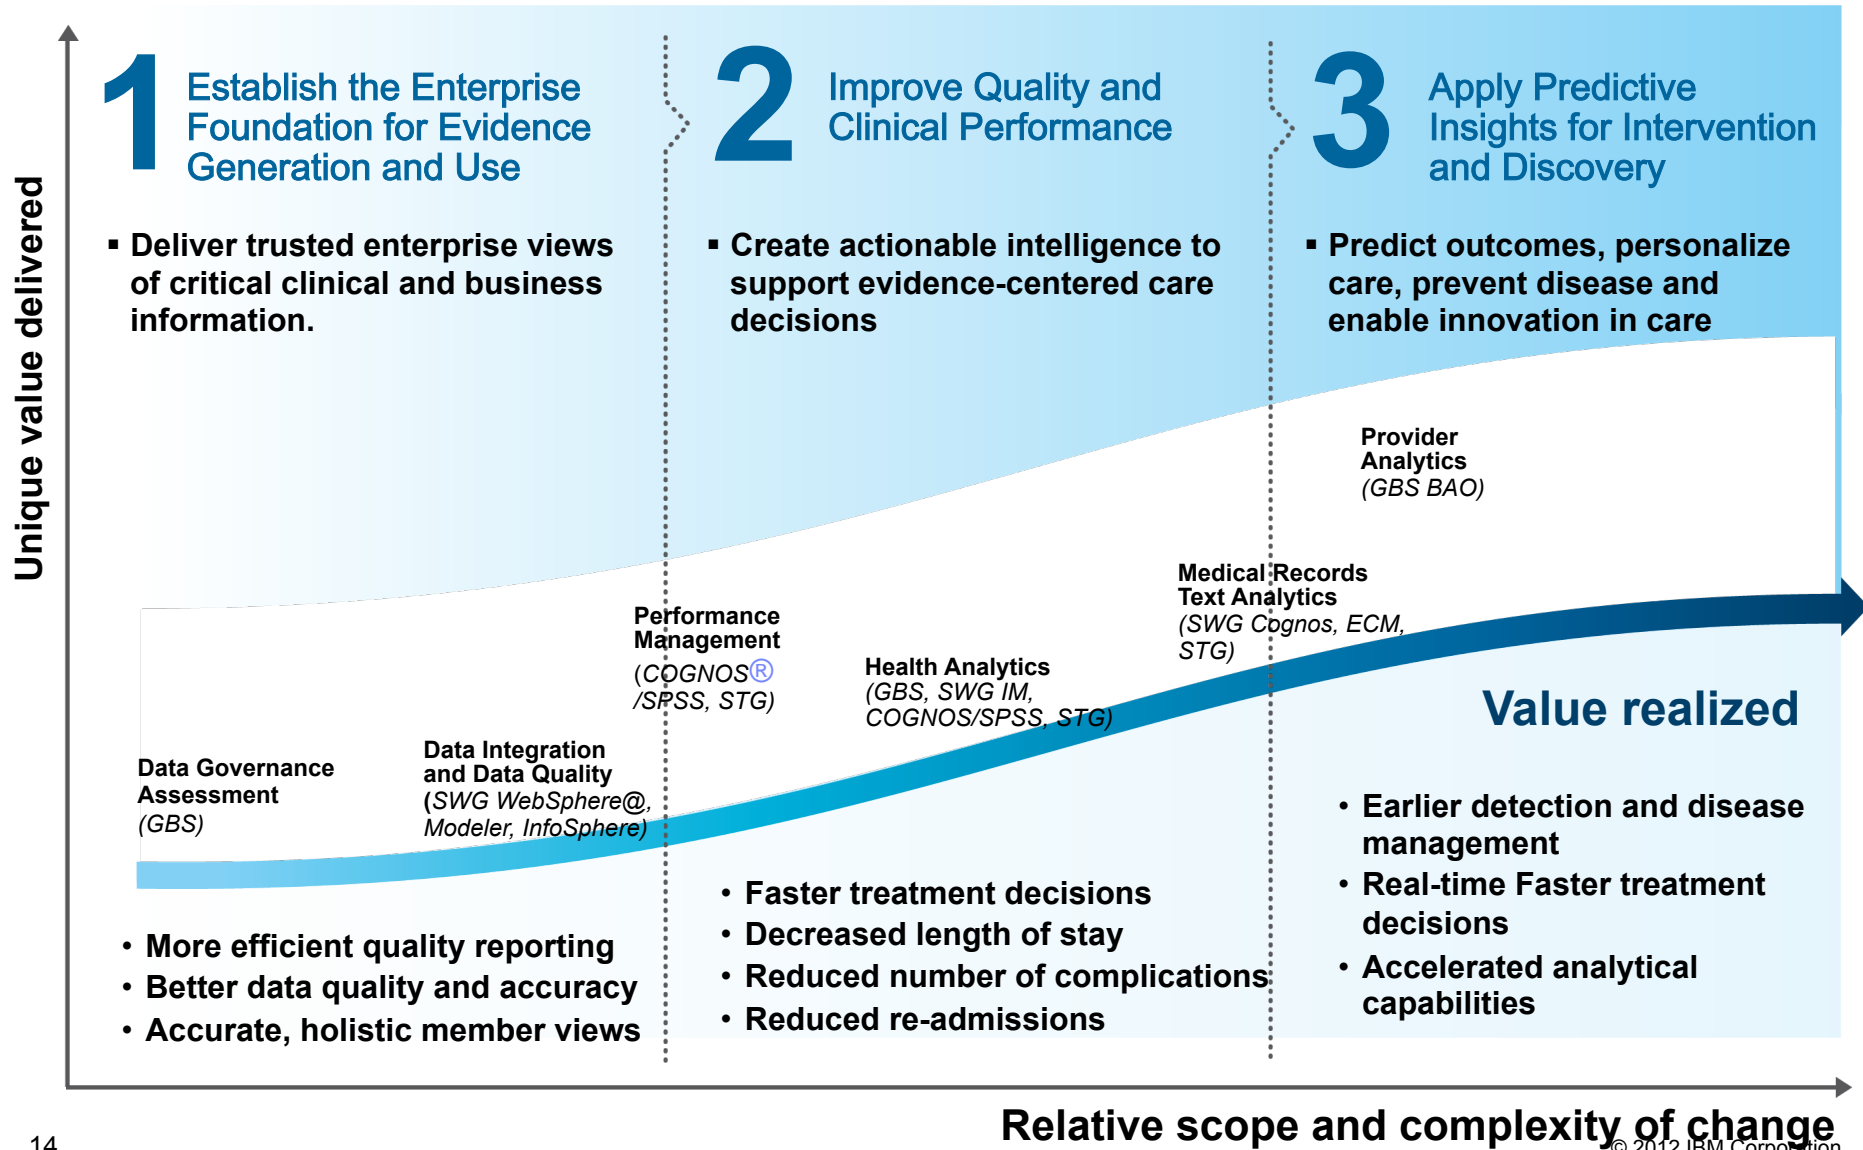 Unique value delivered
1
Establish the Enterprise
Foundation for Evidence
Generation and Use
▪ Deliver trusted enterprise views
of critical clinical and business
information.
2
Improve Quality and
Clinical Performance
▪ Create actionable intelligence to
support evidence-centered care
decisions
3
Apply Predictive
Insights for Intervention
and Discovery
▪ Predict outcomes, personalize
care, prevent disease and
enable innovation in care
Data Governance
Assessment
(GBS)
Data Integration
and Data Quality
(SWG WebSphere@,
Modeler, InfoSphere)
Performance
Management
(COGNOS®
/SPSS, STG)
Health Analytics
(GBS, SWG IM,
COGNOS/SPSS, STG)
Medical Records
Text Analytics
(SWG Cognos, ECM,
STG)
Provider
Analytics
(GBS BAO)
Value realized
• More efficient quality reporting
• Better data quality and accuracy
• Accurate, holistic member views
• Faster treatment decisions
• Decreased length of stay
• Reduced number of complications
• Reduced re-admissions
• Earlier detection and disease
management
• Real-time Faster treatment
decisions
• Accelerated analytical
capabilities
Relative scope and complexity of change
14
© 2012 IBM Corporation